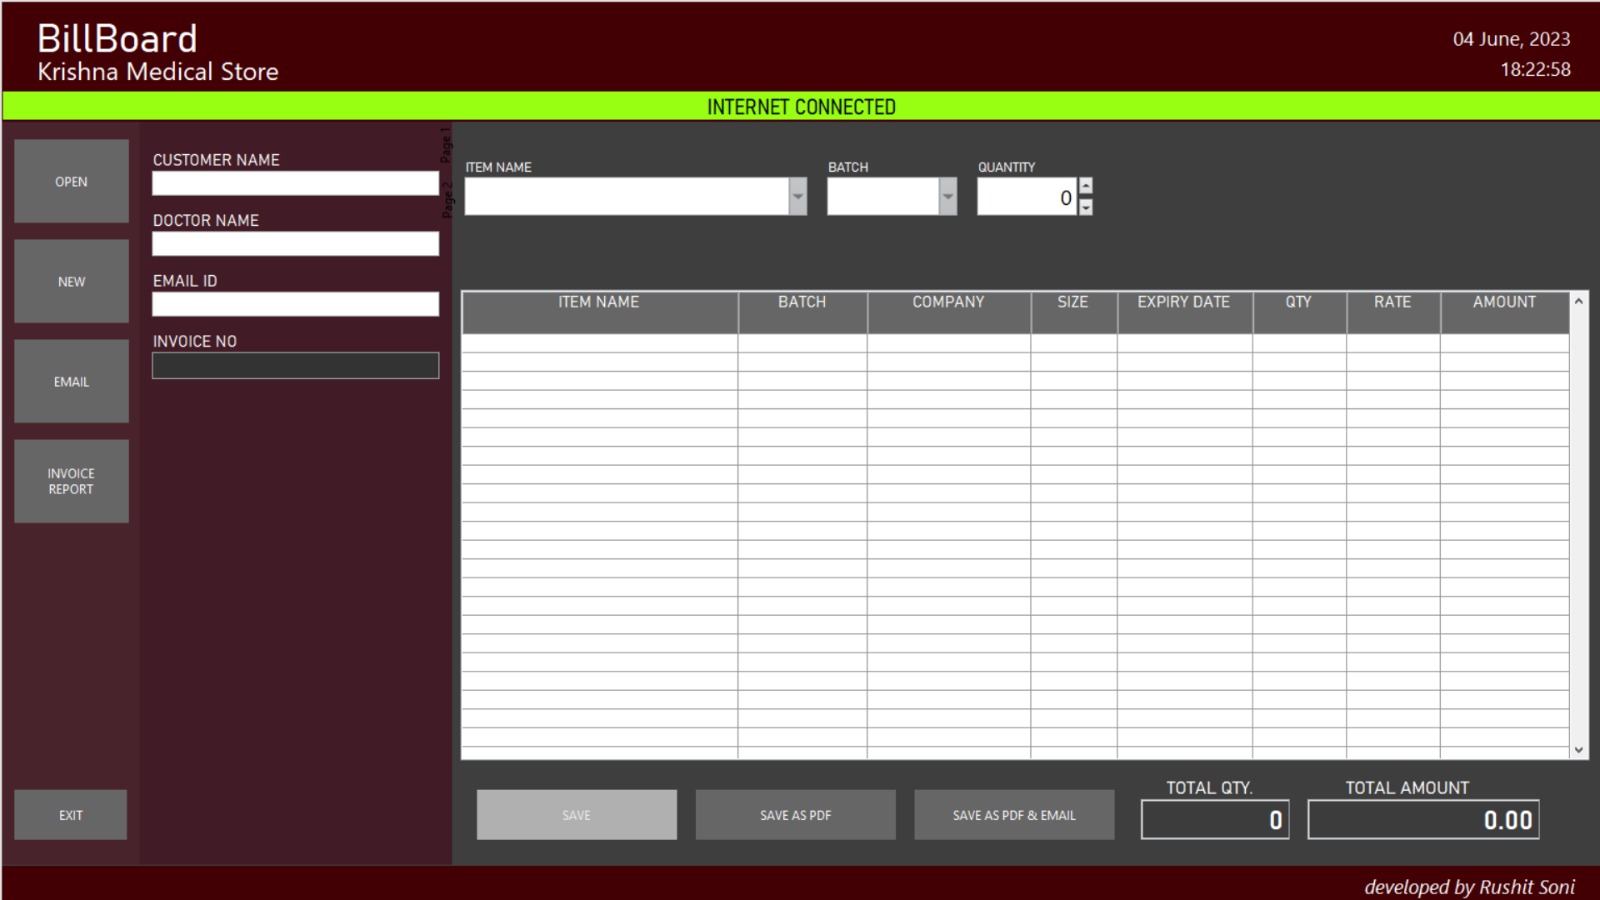 BillBoard
Krishna Medical Store
04 June, 2023
18:22:58
INTERNET CONNECTED
OPEN
NEW
EMAIL
INVOICE
REPORT
EXIT
CUSTOMER NAME
DOCTOR NAME
EMAIL ID
INVOICE NO
Page 1
Page 2
ITEM NAME
BATCH
QUANTITY
0
ITEM NAME BATCH COMPANY SIZE EXPIRY DATE QTY RATE AMOUNT
SAVE
SAVE AS PDF
SAVE AS PDF & EMAIL
TOTAL QTY.
0
TOTAL AMOUNT
0.00
developed by Rushit Soni